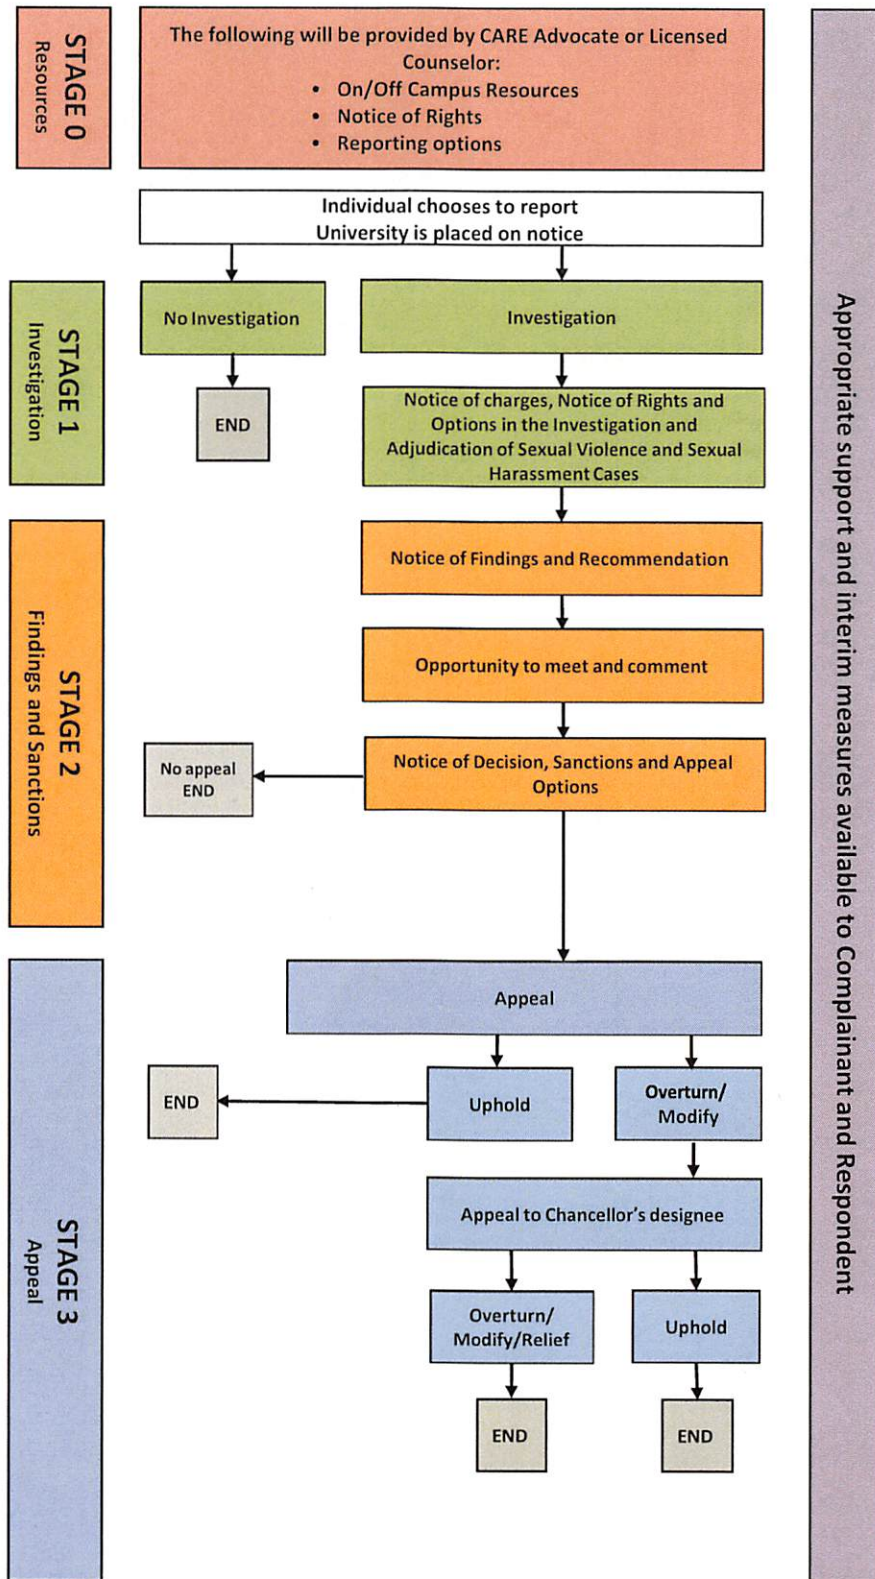 STAGE 0
Resources
The following will be provided by CARE Advocate or Licensed
Counselor:
• On/Off Campus Resources
• Notice of Rights
• Reporting options
Individual chooses to report
University is placed on notice
STAGE 1
Investigation
No Investigation
Investigation
END
Notice of charges, Notice of Rights and
Options in the Investigation and
Adjudication of Sexual Violence and Sexual
Harassment Cases
STAGE 2
Findings and Sanctions
Notice of Findings and Recommendation
Opportunity to meet and comment
No appeal
END
Notice of Decision, Sanctions and Appeal
Options
STAGE 3
Appeal
Appeal
END
Uphold
Overturn/
Modify
Appeal to Chancellor's designee
Overturn/
Modify/Relief
Uphold
END
END
Appropriate support and interim measures available to Complainant and Respondent